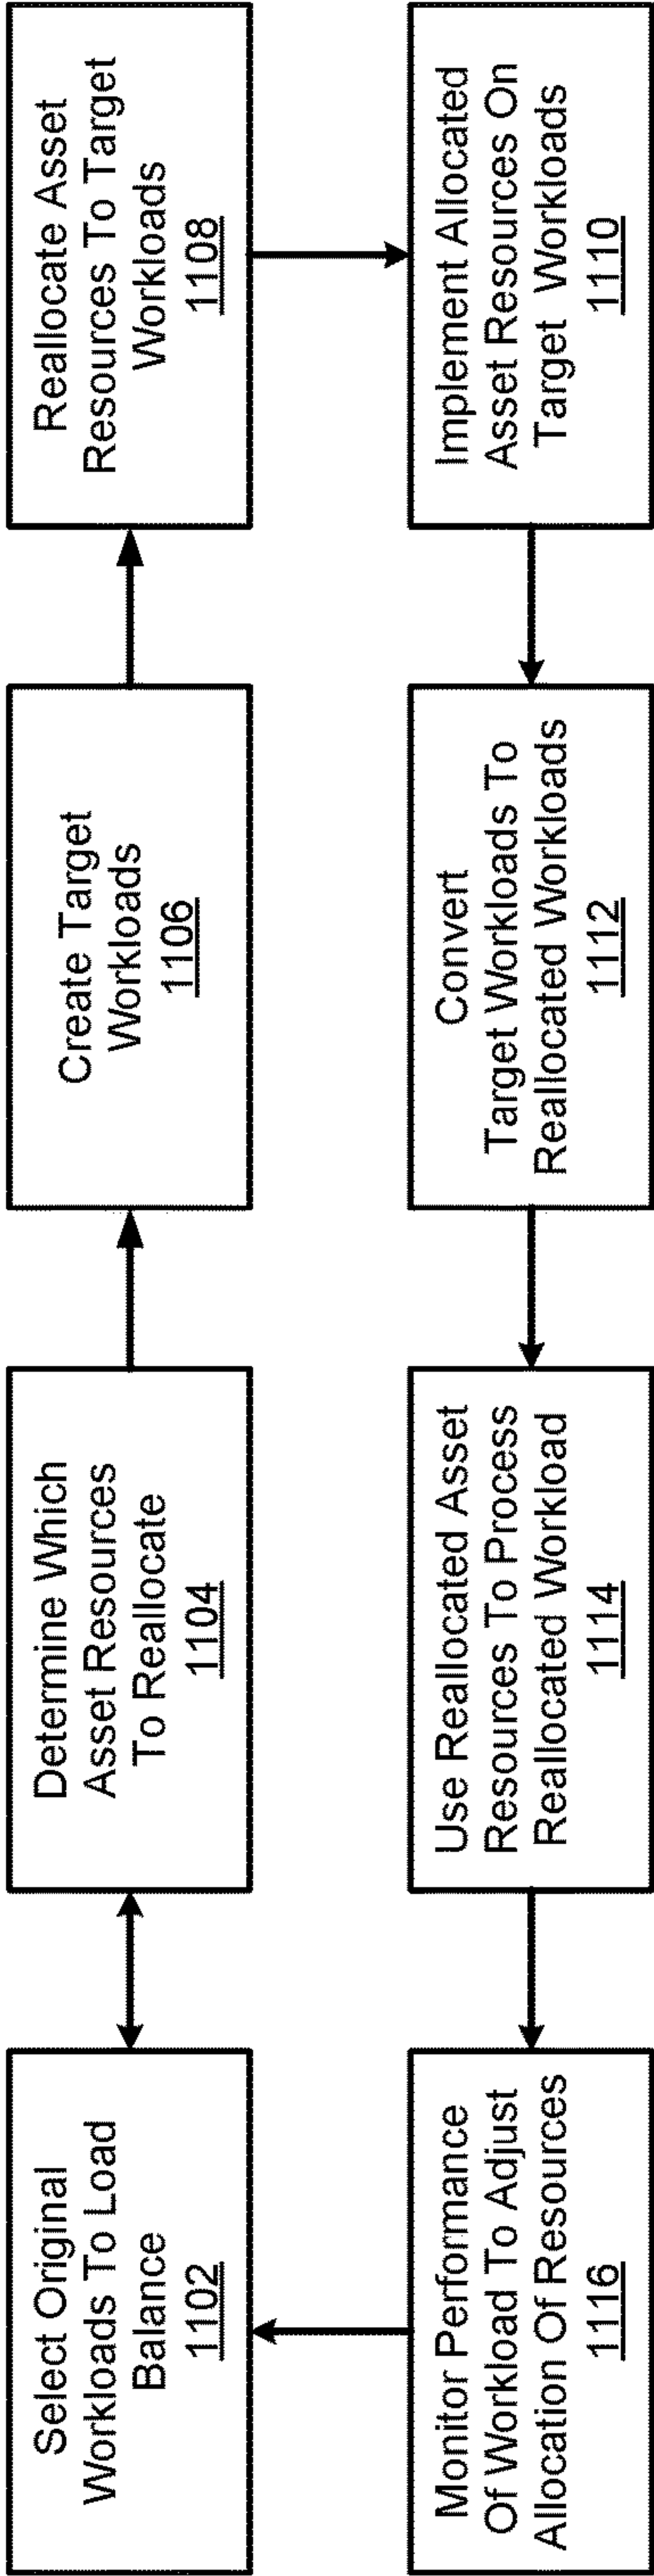 Select Original
Workloads To Load
Balance
1102
Determine Which
Asset Resources
To Reallocate
1104
Create Target
Workloads
1106
Reallocate Asset
Resources To Target
Workloads
1108
Implement Allocated
Asset Resources On
Target Workloads
1110
Convert
Target Workloads To
Reallocated Workloads
1112
Use Reallocated Asset
Resources To Process
Reallocated Workload
1114
Monitor Performance
Of Workload To Adjust
Allocation Of Resources
1116